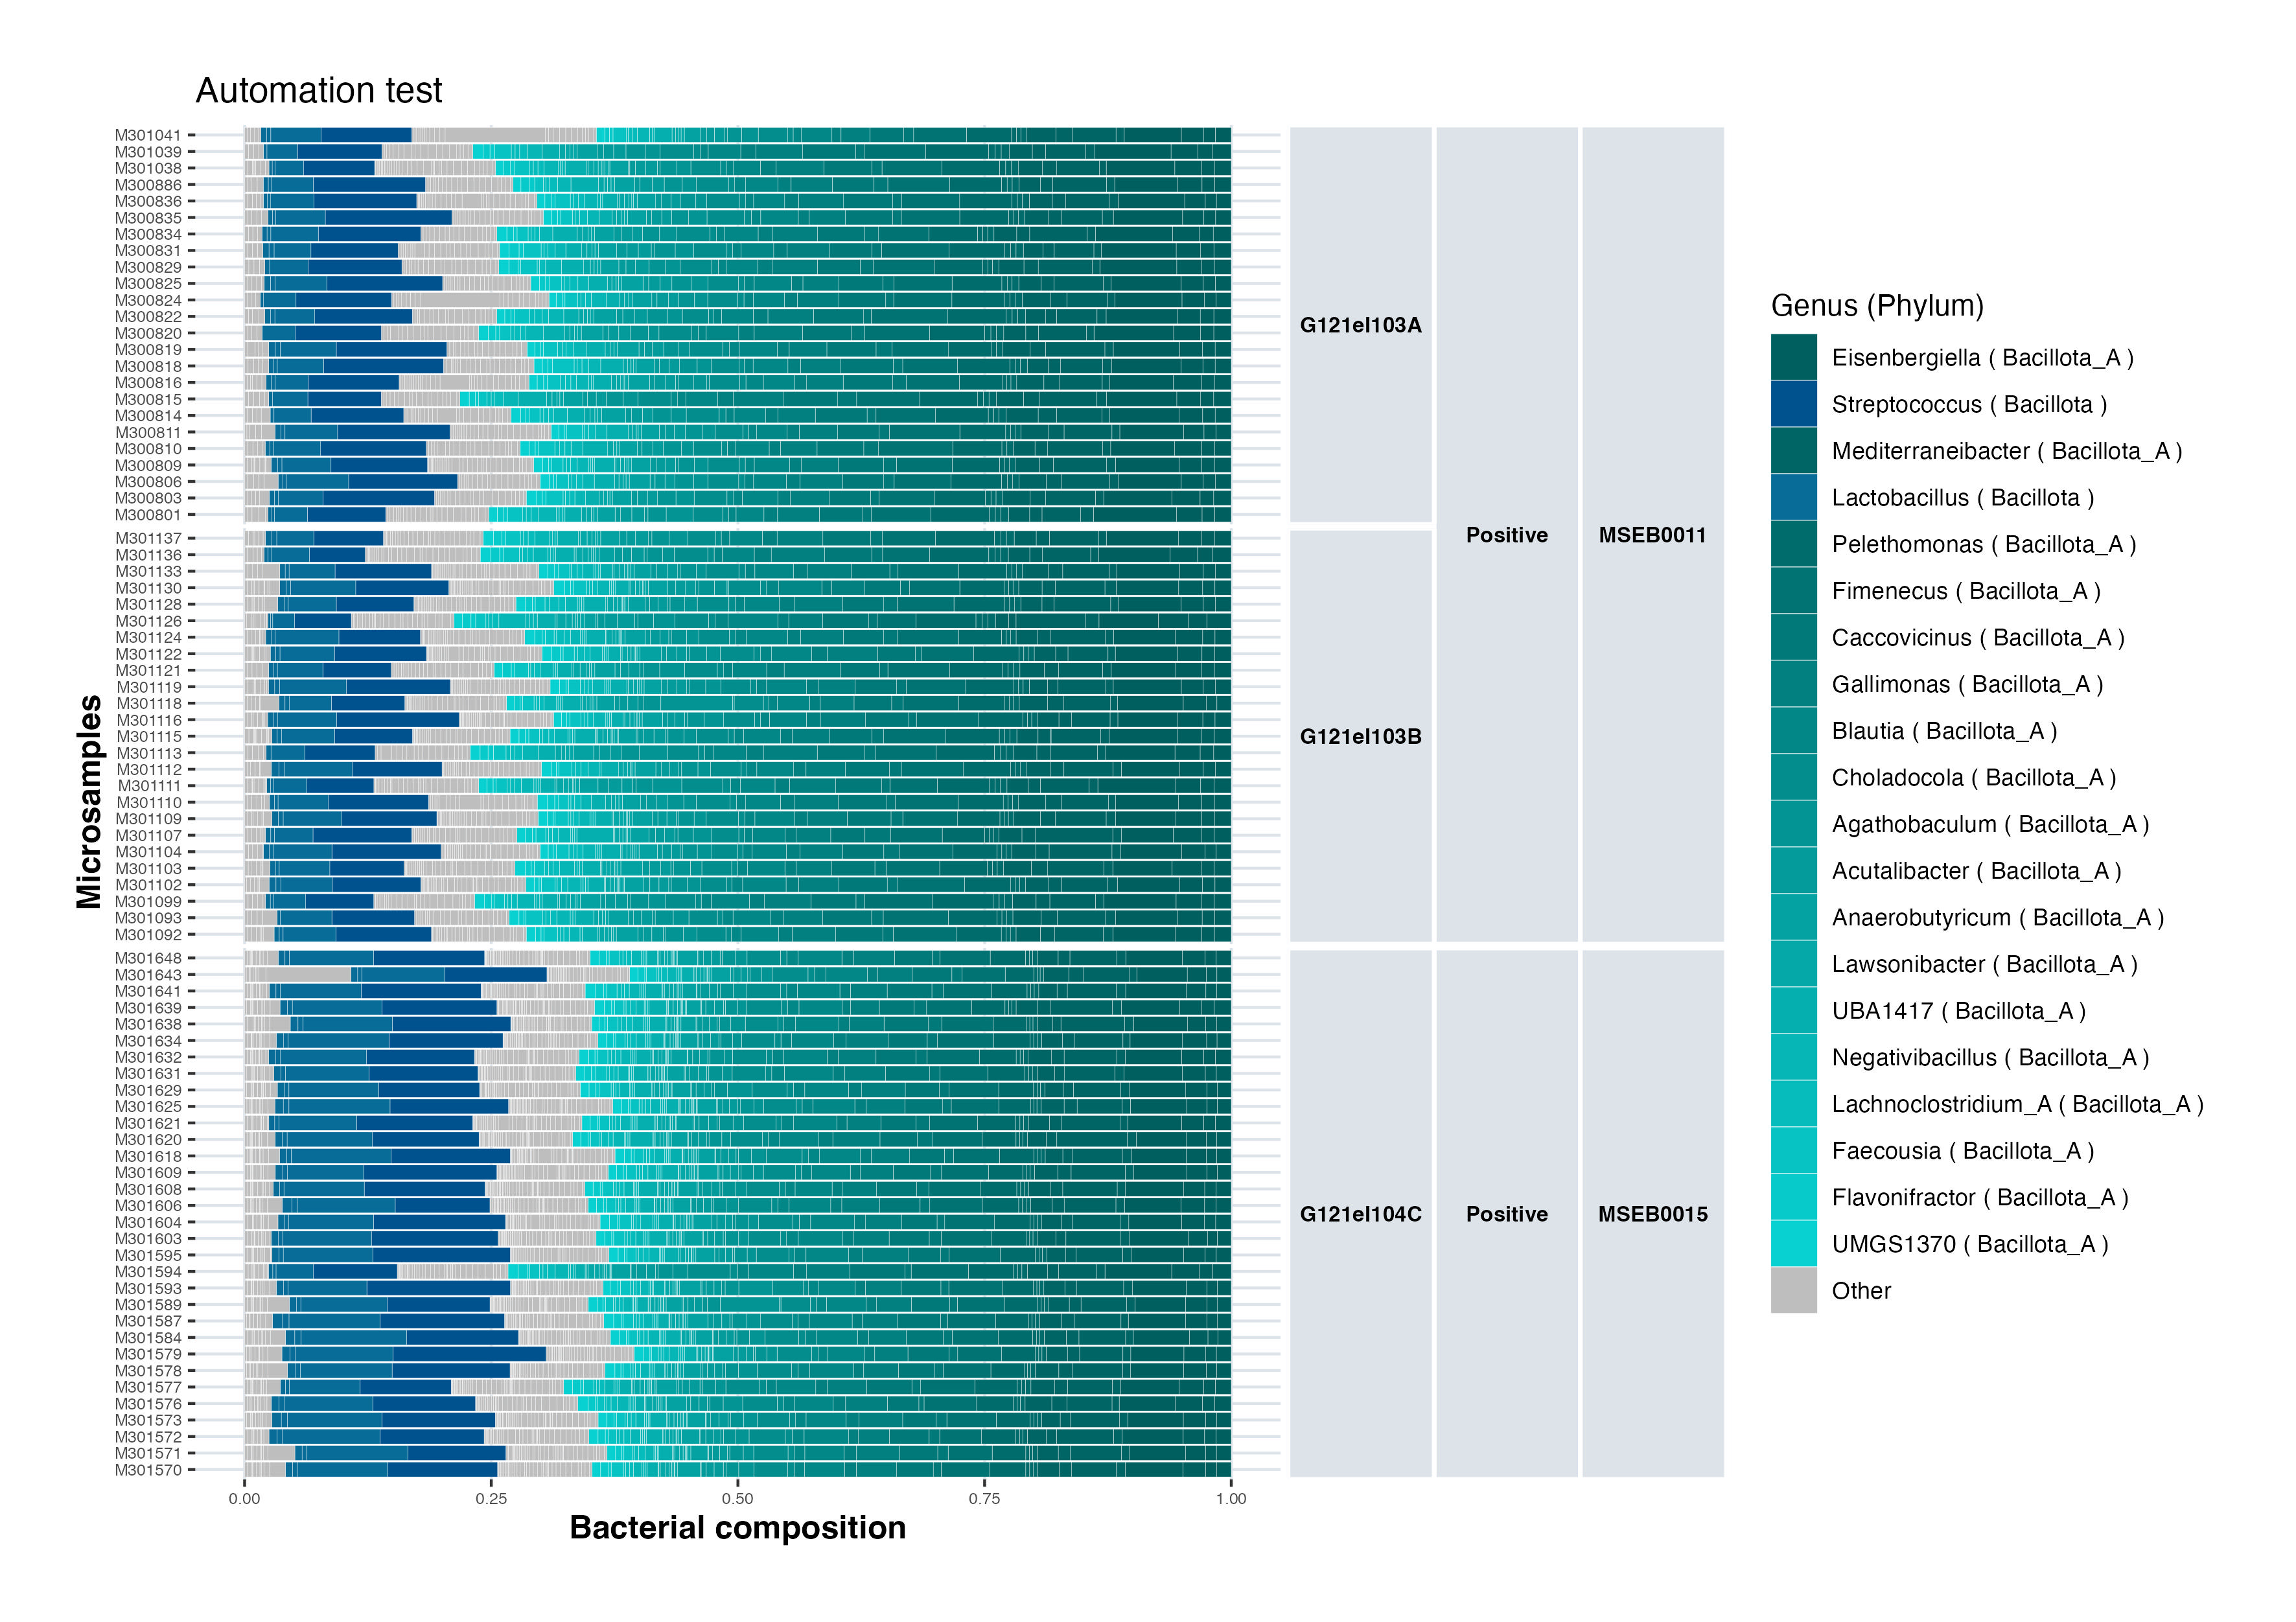 Automation test
M301041
M301039
M301038
M300886
M300836
M300835
M300834
M300831
M300829
M300825
M300824
M300822
M300820
M300819
M300818
M300816
M300815
M300814
M300811
M300810
M300809
M300806
M300803
M300801
M301137
M301136
M301133
M301130
M301128
M301126
M301124
M301122
M301121
M301119
M301118
M301116
M301115
M301113
M301112
M301111
M301110
M301109
M301107
M301104
M301103
M301102
M301099
M301093
M301092
M301648
M301643
M301641
M301639
M301638
M301634
M301632
M301631
M301629
M301625
M301621
M301620
M301618
M301609
M301608
M301606
M301604
M301603
M301595
M301594
M301593
M301589
M301587
M301584
M301579
M301578
M301577
M301576
M301573
M301572
M301571
M301570
Microsamples
0.00 0.25 0.50 0.75 1.00
Bacterial composition
G121eI103A
G121eI103B
G121eI104C
Positive
Positive
MSEB0011
MSEB0015
Genus (Phylum)
Eisenbergiella ( Bacillota_A )
Streptococcus ( Bacillota )
Mediterraneibacter ( Bacillota_A )
Lactobacillus ( Bacillota )
Pelethomonas ( Bacillota_A )
Fimenecus ( Bacillota_A )
Caccovicinus ( Bacillota_A )
Gallimonas ( Bacillota_A )
Blautia ( Bacillota_A )
Choladocola ( Bacillota_A )
Agathobaculum ( Bacillota_A )
Acutalibacter ( Bacillota_A )
Anaerobutyricum ( Bacillota_A )
Lawsonibacter ( Bacillota_A )
UBA1417 ( Bacillota_A )
Negativibacillus ( Bacillota_A )
Lachnoclostridium_A ( Bacillota_A )
Faecousia ( Bacillota_A )
Flavonifractor ( Bacillota_A )
UMGS1370 ( Bacillota_A )
Other